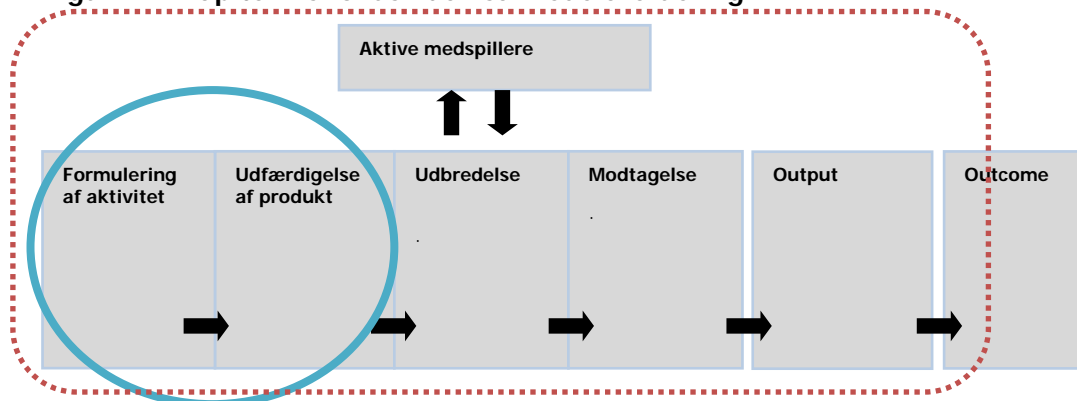 Aktive medspillere
Formulering
af aktivitet
Udfærdigelse
af produkt
Udbredelse
.
Modtagelse
.
Output
Outcome